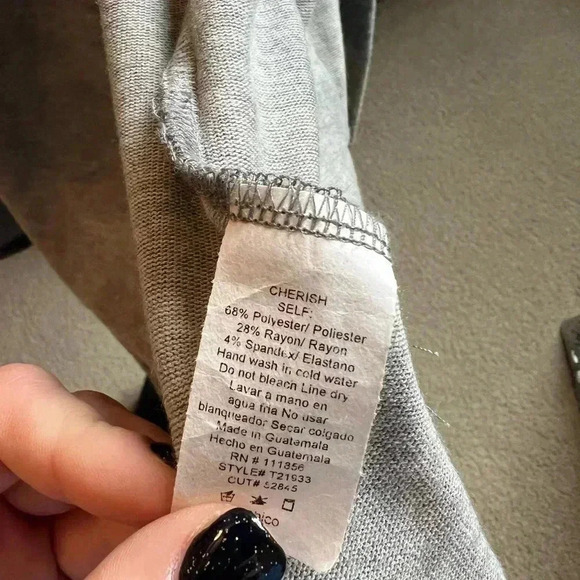 CHERISH
SELF:
68% Polyester/ Poliester
28% Rayon/ Rayon
4% Spandex/ Elastano
Hand wash in cold water
Do not bleach Line dry
Lavar a mano en
agua fria No usar
blanqueador Secar colgado
Made in Guatemala
Hecho en Guatemala
RN # 111356
STYLE# T21933
CUT# 52845